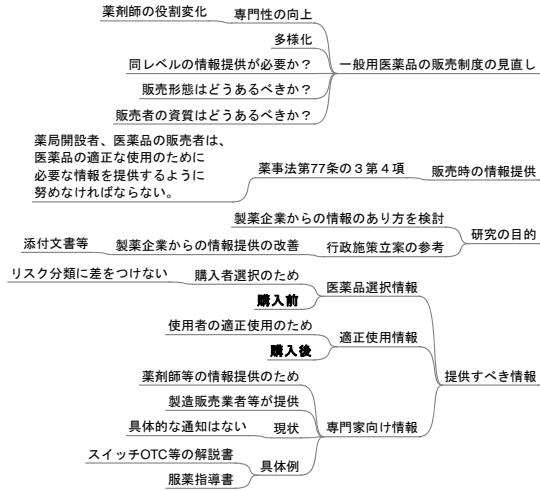 薬剤師の役割変化
専門性の向上
多様化
同レベルの情報提供が必要か？
一般用医薬品の販売制度の見直し
販売形態はどうあるべきか？
販売者の資質はどうあるべきか？
薬局開設者、医薬品の販売者は、
医薬品の適正な使用のために
必要な情報を提供するように
努めなければならない。
薬事法第77条の３第４項
販売時の情報提供
製薬企業からの情報のあり方を検討
研究の目的
添付文書等
製薬企業からの情報提供の改善
行政施策立案の参考
リスク分類に差をつけない
購入者選択のため
医薬品選択情報
購入前
使用者の適正使用のため
適正使用情報
購入後
提供すべき情報
薬剤師等の情報提供のため
製造販売業者等が提供
具体的な通知はない
現状
専門家向け情報
スイッチOTC等の解説書
具体例
服薬指導書